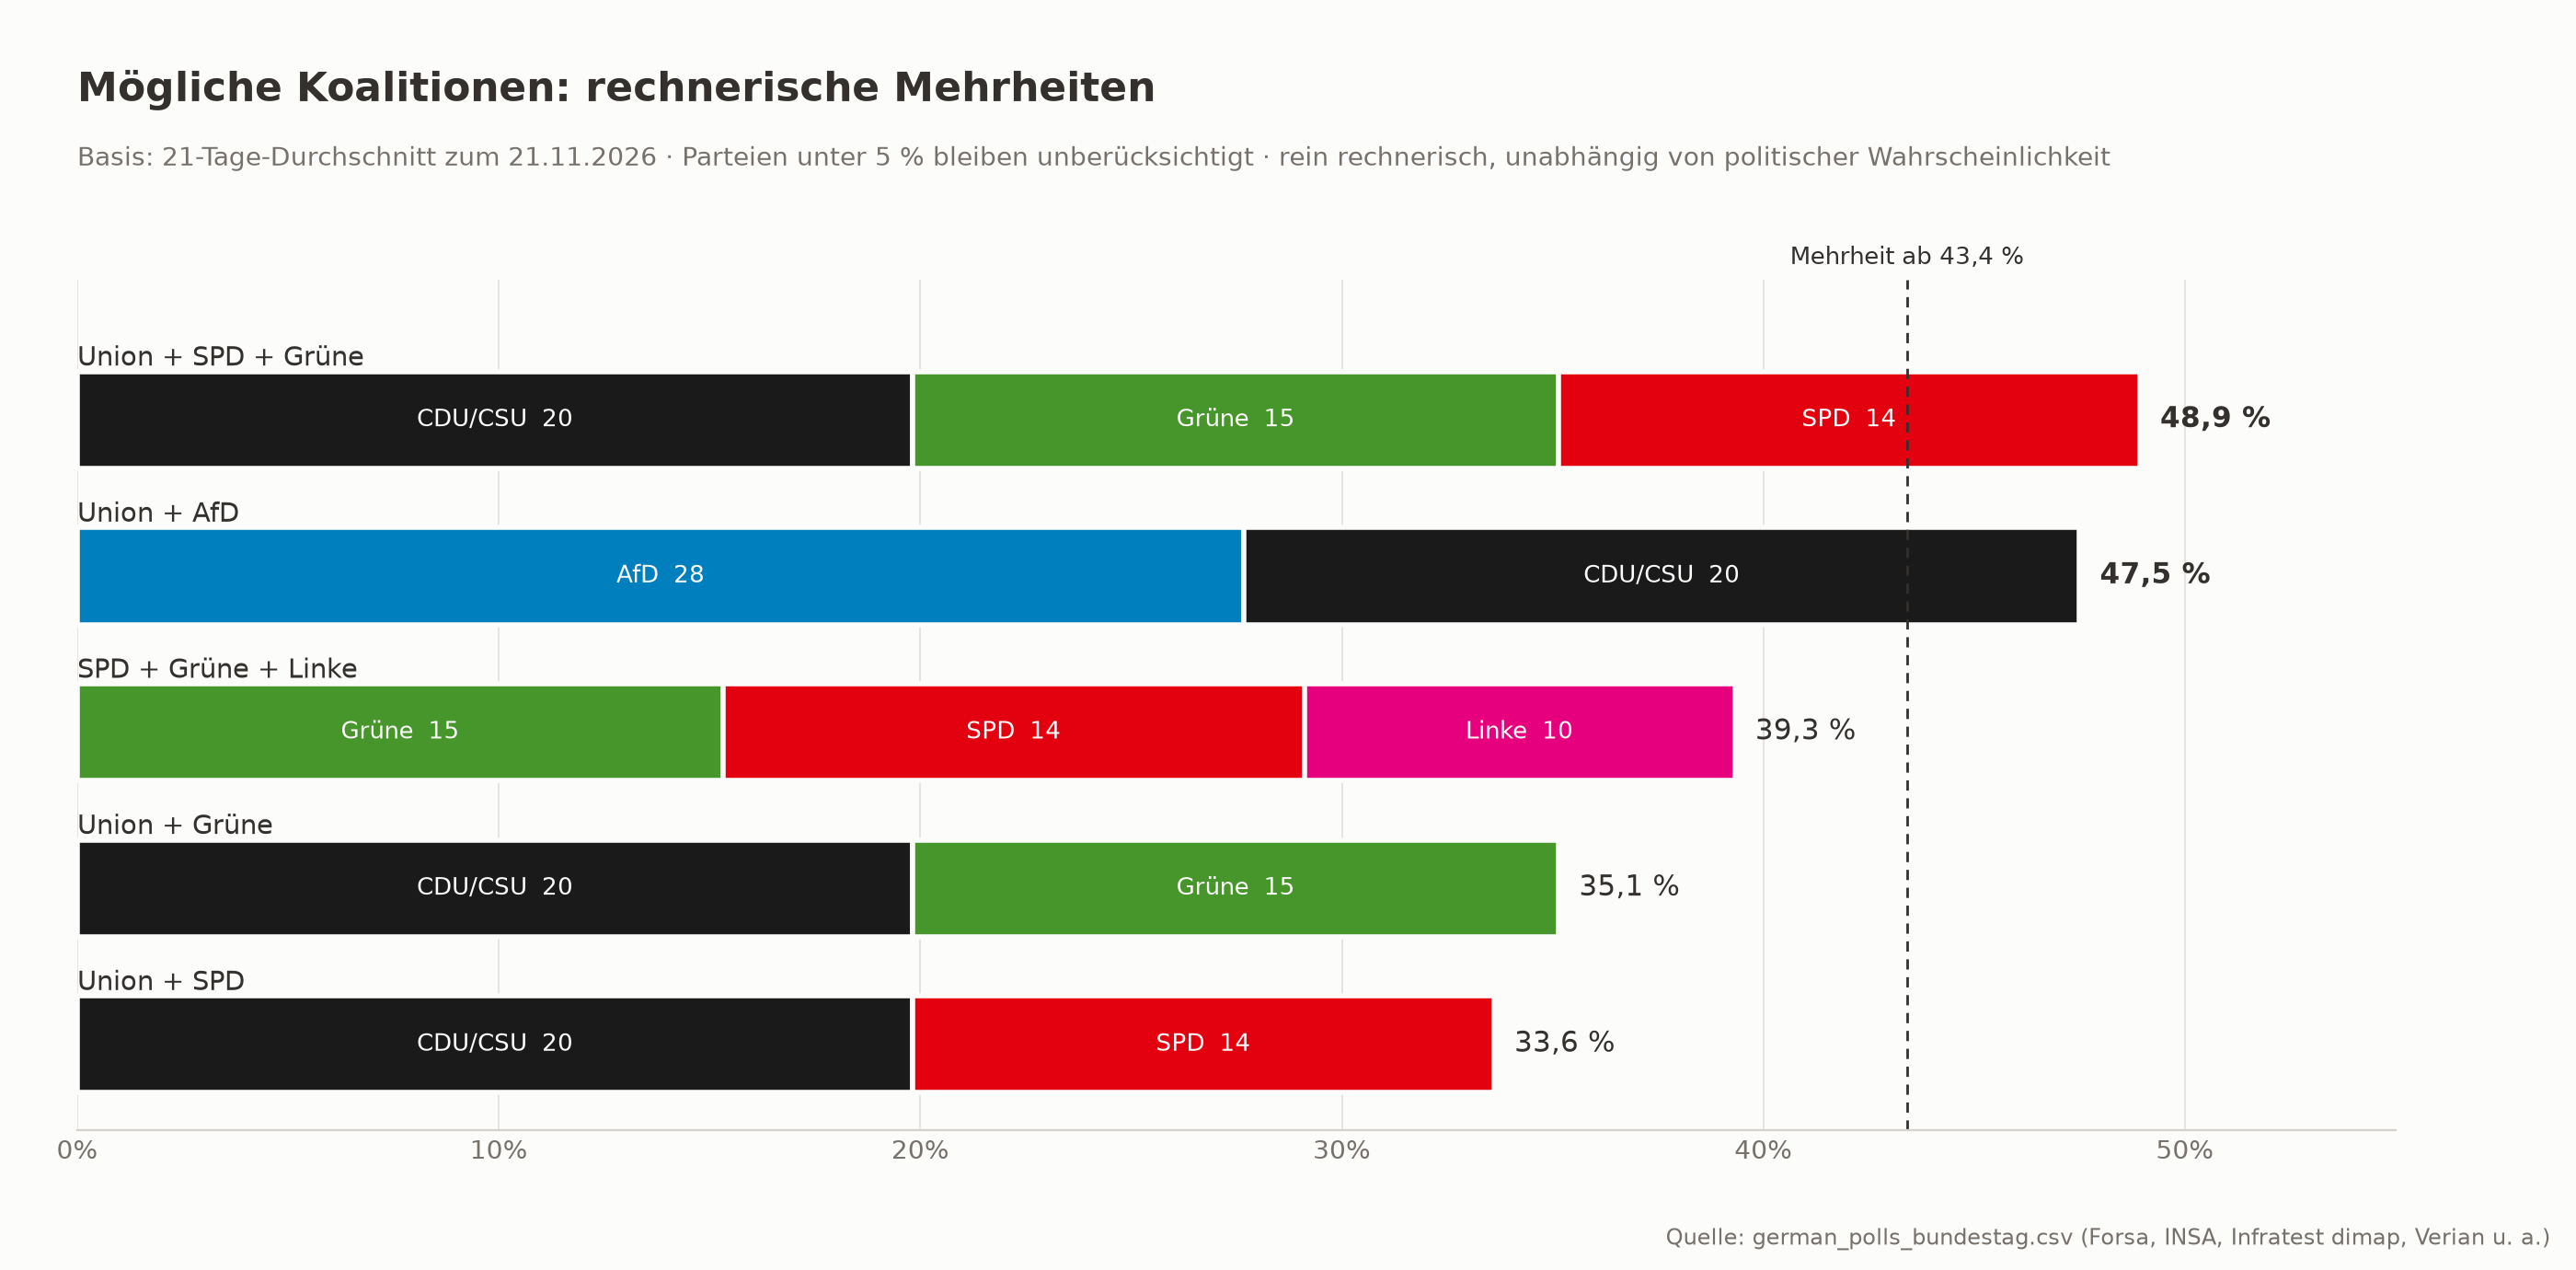 Mögliche Koalitionen: rechnerische Mehrheiten
Basis: 21-Tage-Durchschnitt zum 21.11.2026 · Parteien unter 5 % bleiben unberücksichtigt · rein rechnerisch, unabhängig von politischer Wahrscheinlichkeit
Mehrheit ab 43,4 %
Union + SPD + Grüne
CDU/CSU 20 Grüne 15 SPD 14 48,9 %
Union + AfD
AfD 28 CDU/CSU 20 47,5 %
SPD + Grüne + Linke
Grüne 15 SPD 14 Linke 10 39,3 %
Union + Grüne
CDU/CSU 20 Grüne 15 35,1 %
Union + SPD
CDU/CSU 20 SPD 14 33,6 %
0% 10% 20% 30% 40% 50%
Quelle: german_polls_bundestag.csv (Forsa, INSA, Infratest dimap, Verian u. a.)